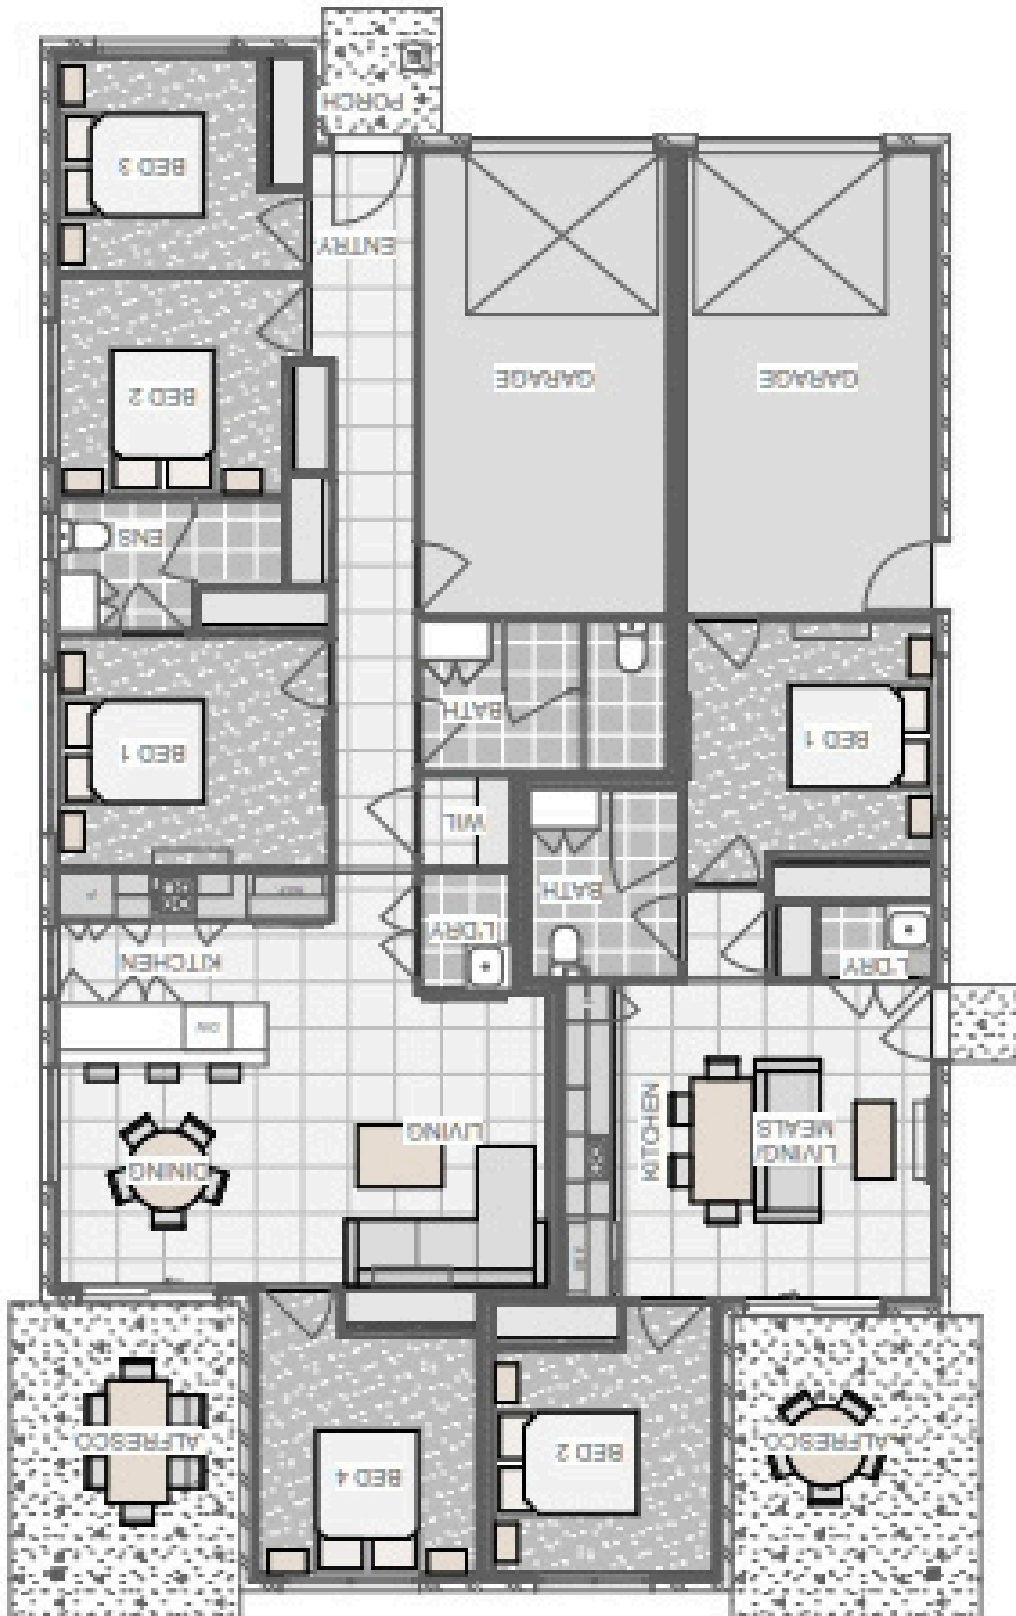 PORCH
BED 3
ENTRY
BED 2
GARAGE
GARAGE
ENS
BATH
BED 1
BED 1
WIL
BATH
L'DRY
L'DRY
KITCHEN
DW
LIVING
KITCHEN
LIVING/
MEALS
DINING
ALFRESCO
BED 4
BED 2
ALFRESCO